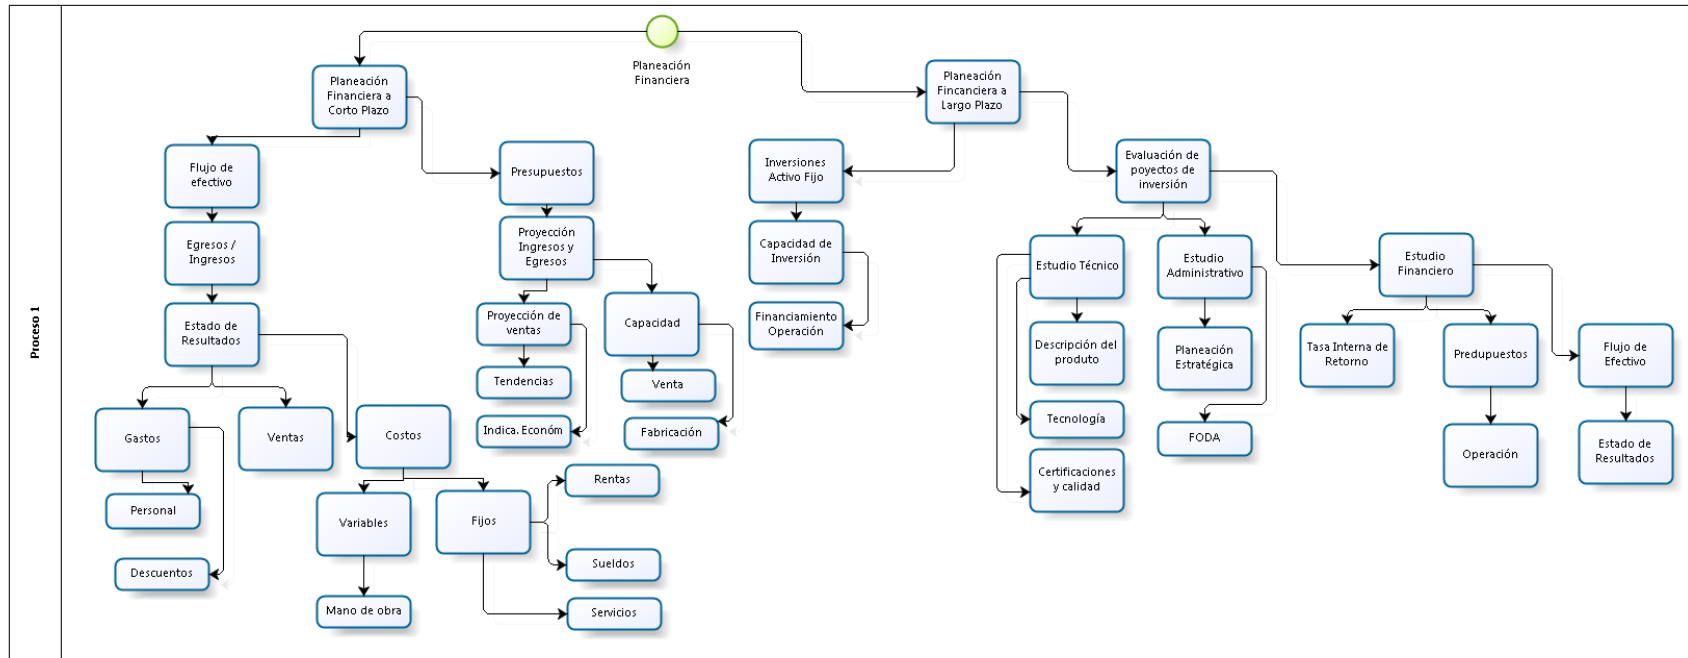 Proceso 1
Planeación
Financiera
Planeación
Financiera a
Corto Plazo
Planeación
Fincanciera a
Largo Plazo
Flujo de
efectivo
Presupuestos
Inversiones
Activo Fijo
Evaluación de
poyectos de
inversión
Egresos /
Ingresos
Proyección
Ingresos y
Egresos
Capacidad de
Inversión
Estudio Técnico
Estudio
Administrativo
Estudio
Financiero
Estado de
Resultados
Proyección de
ventas
Capacidad
Financiamiento
Operación
Descripción del
produto
Planeación
Estratégica
Tasa Interna de
Retorno
Predupuestos
Flujo de
Efectivo
Tendencias
Venta
Gastos
Ventas
Costos
Indica. Económ
Fabricación
Tecnología
FODA
Operación
Estado de
Resultados
Certificaciones
y calidad
Personal
Variables
Fijos
Rentas
Descuentos
Sueldos
Mano de obra
Servicios